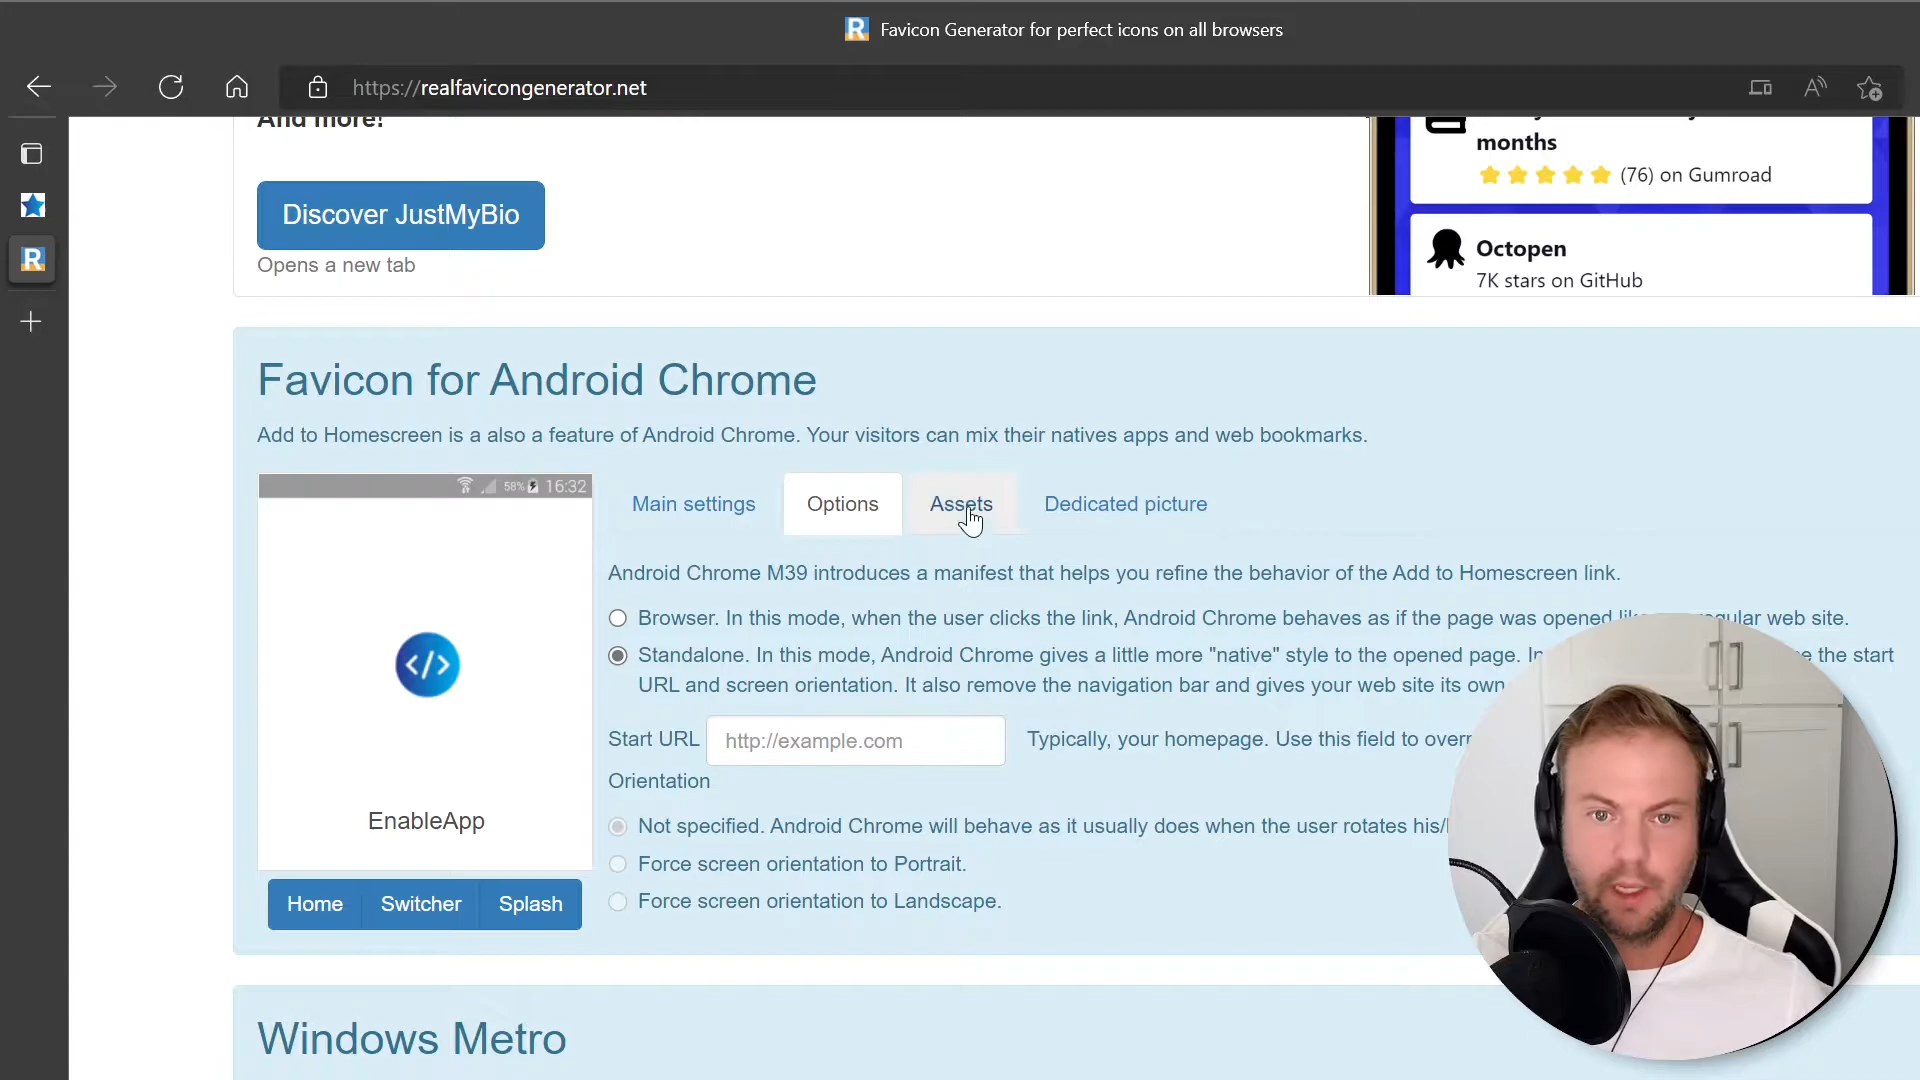 Favicon Generator for perfect icons on all browsers
https://realfavicongenerator.net
And more!
months
(76) on Gumroad
Discover JustMyBio
Opens a new tab
Octopen
7K stars on GitHub
Favicon for Android Chrome
Add to Homescreen is a also a feature of Android Chrome. Your visitors can mix their natives apps and web bookmarks.
58% 16:32
Main settings
Options
Assets
Dedicated picture
Android Chrome M39 introduces a manifest that helps you refine the behavior of the Add to Homescreen link.
Browser. In this mode, when the user clicks the link, Android Chrome behaves as if the page was opened web site.
Standalone. In this mode, Android Chrome gives a little more "native" style to the opened page. the start
URL and screen orientation. It also remove the navigation bar and gives your web site its own
Start URL http://example.com Typically, your homepage. Use this field to
Orientation
EnableApp
Not specified. Android Chrome will behave as it usually does when the user rotates
Force screen orientation to Portrait.
Force screen orientation to Landscape.
Home Switcher Splash
Windows Metro